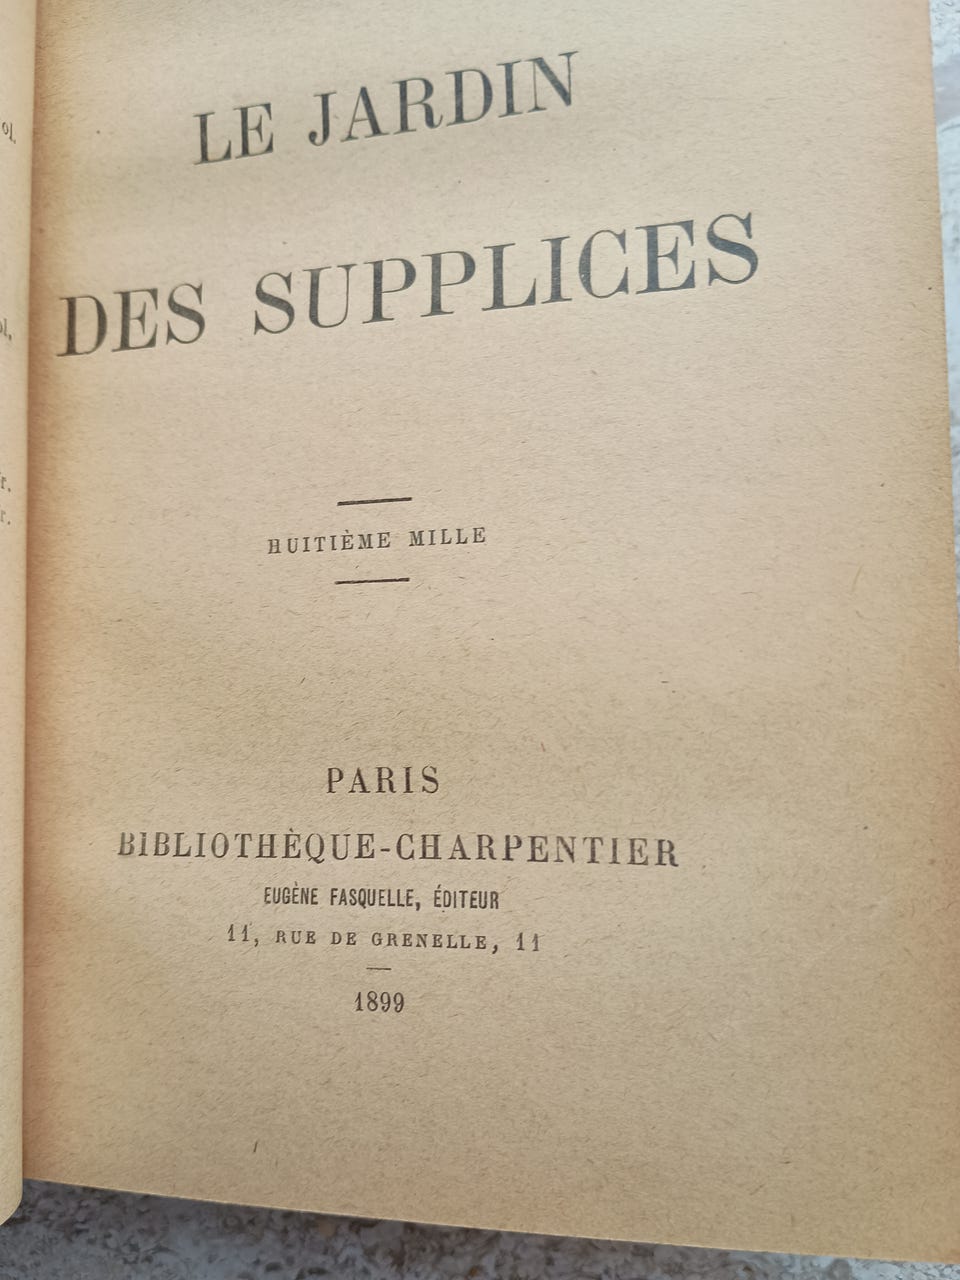 LE JARDIN
DES SUPPLICES
HUITIÈME MILLE
PARIS
BIBLIOTHÈQUE-CHARPENTIER
EUGÈNE FASQUELLE, ÉDITEUR
11, RUE DE GRENELLE, 11
1899